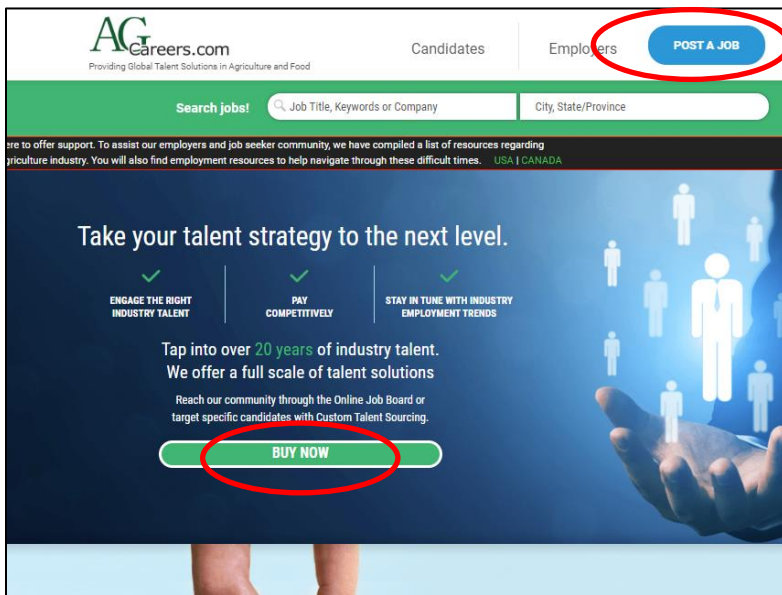 AGCareers.com
Providing Global Talent Solutions in Agriculture and Food
Candidates
Employers
POST A JOB
Search jobs!
Job Title, Keywords or Company
City, State/Province
ere to offer support. To assist our employers and job seeker community, we have compiled a list of resources regarding
griculture industry. You will also find employment resources to help navigate through these difficult times. USA | CANADA
Take your talent strategy to the next level.
ENGAGE THE RIGHT
INDUSTRY TALENT
PAY
COMPETITIVELY
STAY IN TUNE WITH INDUSTRY
EMPLOYMENT TRENDS
Tap into over 20 years of industry talent.
We offer a full scale of talent solutions
Reach our community through the Online Job Board or
target specific candidates with Custom Talent Sourcing.
BUY NOW